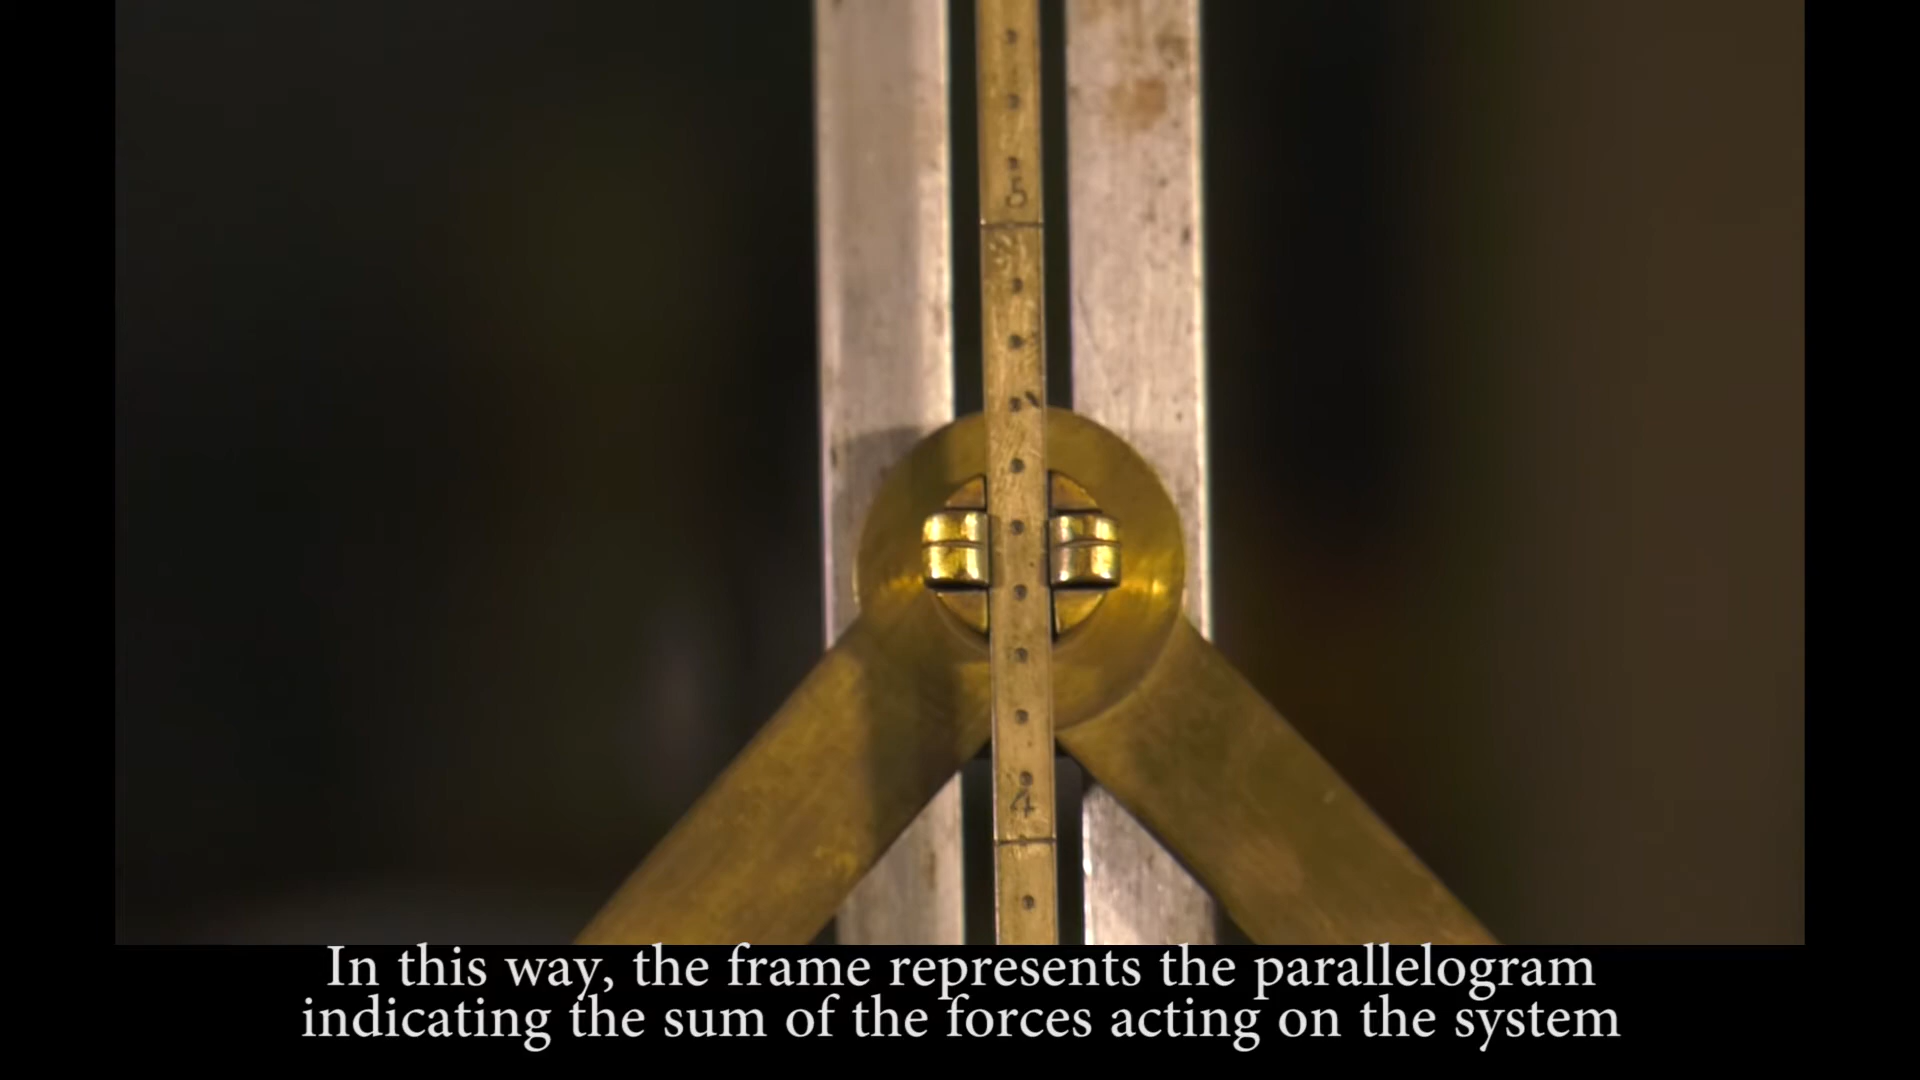 5
4
In this way, the frame represents the parallelogram
indicating the sum of the forces acting on the system